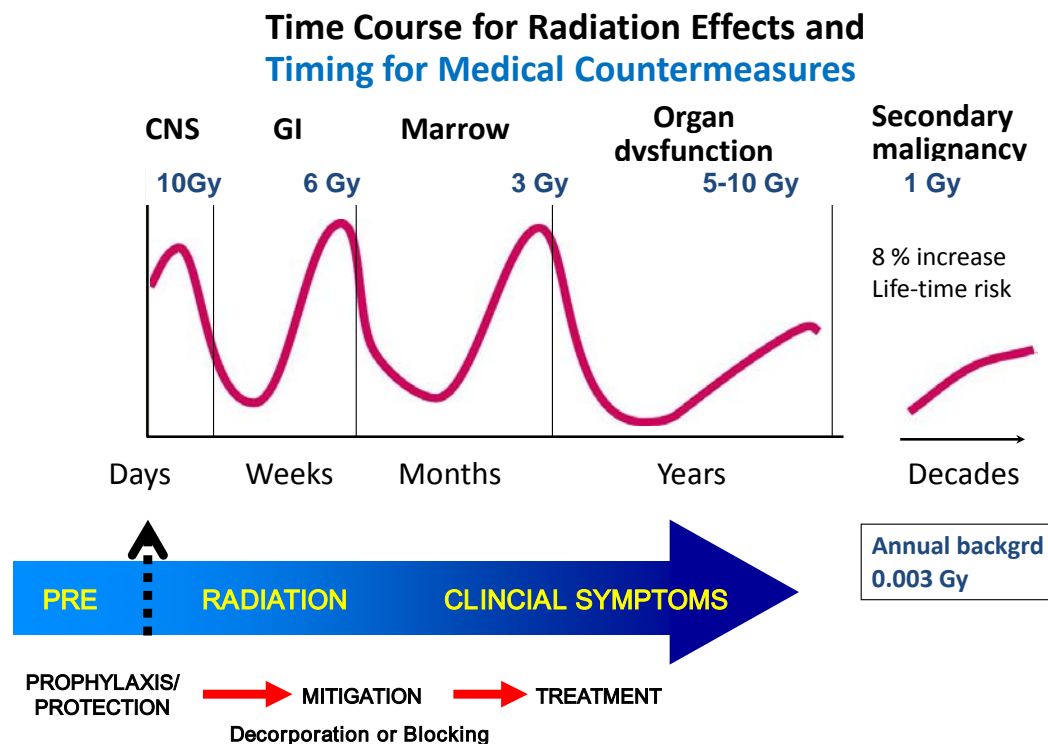 Time Course for Radiation Effects and
Timing for Medical Countermeasures
CNS
GI
Marrow
Organ
dysfunction
Secondary
malignancy
10Gy
6 Gy
3 Gy
5-10 Gy
1 Gy
8 % increase
Life-time risk
Days
Weeks
Months
Years
Decades
Annual backgrd
0.003 Gy
PRE
RADIATION
CLINCIAL SYMPTOMS
PROPHYLAXIS/
PROTECTION
MITIGATION
TREATMENT
Decorporation or Blocking